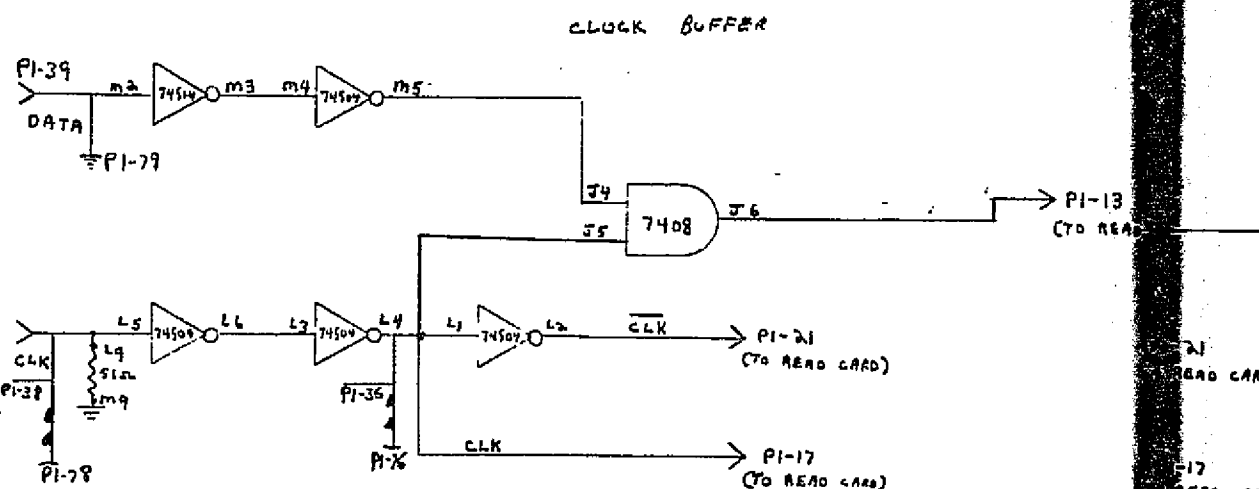 CLOCK BUFFER
P1-39
m2
m3
m4
74S04
m5
DATA
P1-79
J4
7408
J5
J6
P1-13
(TO READ
L5
74S04
L6
L3
74S04
L4
L1
L2
CLK
P1-21
(TO READ CARD)
CLK
L9
51Ω
m9
P1-38
P1-78
P1-36
CLK
P1-17
(TO READ CARD)
21
READ CAR
-17